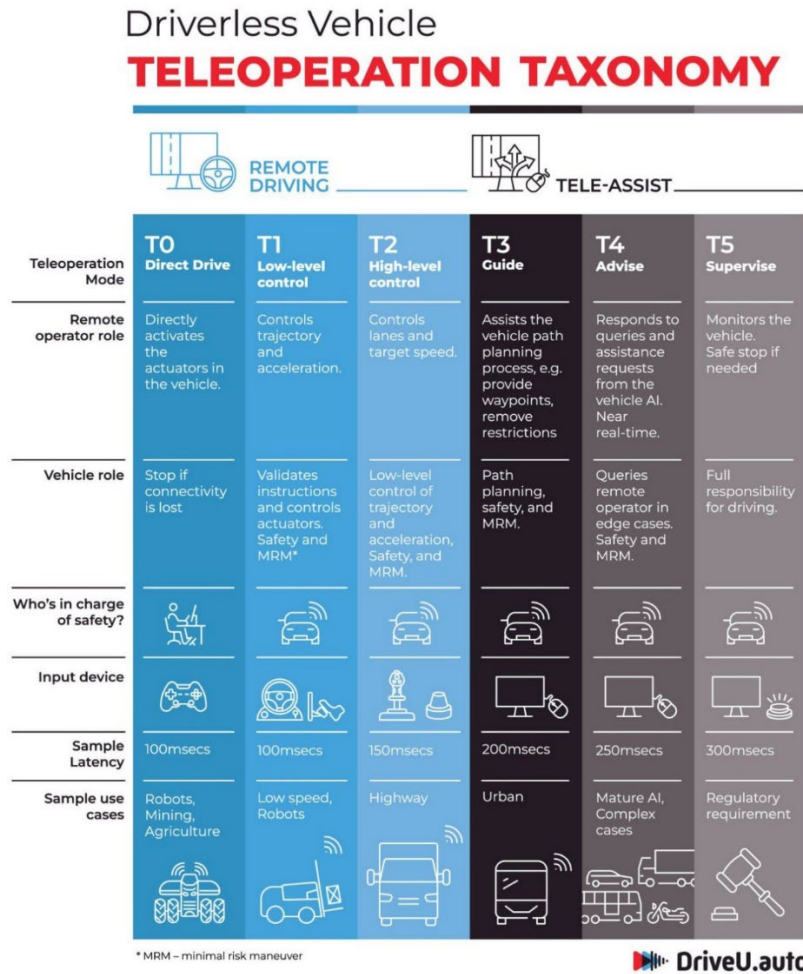 Driverless Vehicle
TELEOPERATION TAXONOMY
REMOTE
DRIVING
TELE-ASSIST
Teleoperation
Mode
T0
Direct Drive
T1
Low-level
control
T2
High-level
control
T3
Guide
T4
Advise
T5
Supervise
Remote
operator role
Directly
activates
the
actuators in
the vehicle.
Controls
trajectory
and
acceleration.
Controls
lanes and
target speed.
Assists the
vehicle path
planning
process, e.g.
provide
waypoints,
remove
restrictions
Responds to
queries and
assistance
requests
from the
vehicle AI.
Near
real-time.
Monitors the
vehicle.
Safe stop if
needed
Vehicle role
Stop if
connectivity
is lost
Validates
instructions
and controls
actuators.
Safety and
MRM*
Low-level
control of
trajectory
and
acceleration,
Safety, and
MRM.
Path
planning,
safety, and
MRM.
Queries
remote
operator in
edge cases.
Safety and
MRM.
Full
responsibility
for driving.
Who's in charge
of safety?
Input device
Sample
Latency
100msecs
100msecs
150msecs
200msecs
250msecs
300msecs
Sample use
cases
Robots,
Mining,
Agriculture
Low speed,
Robots
Highway
Urban
Mature AI,
Complex
cases
Regulatory
requirement
* MRM – minimal risk maneuver
DriveU.auto